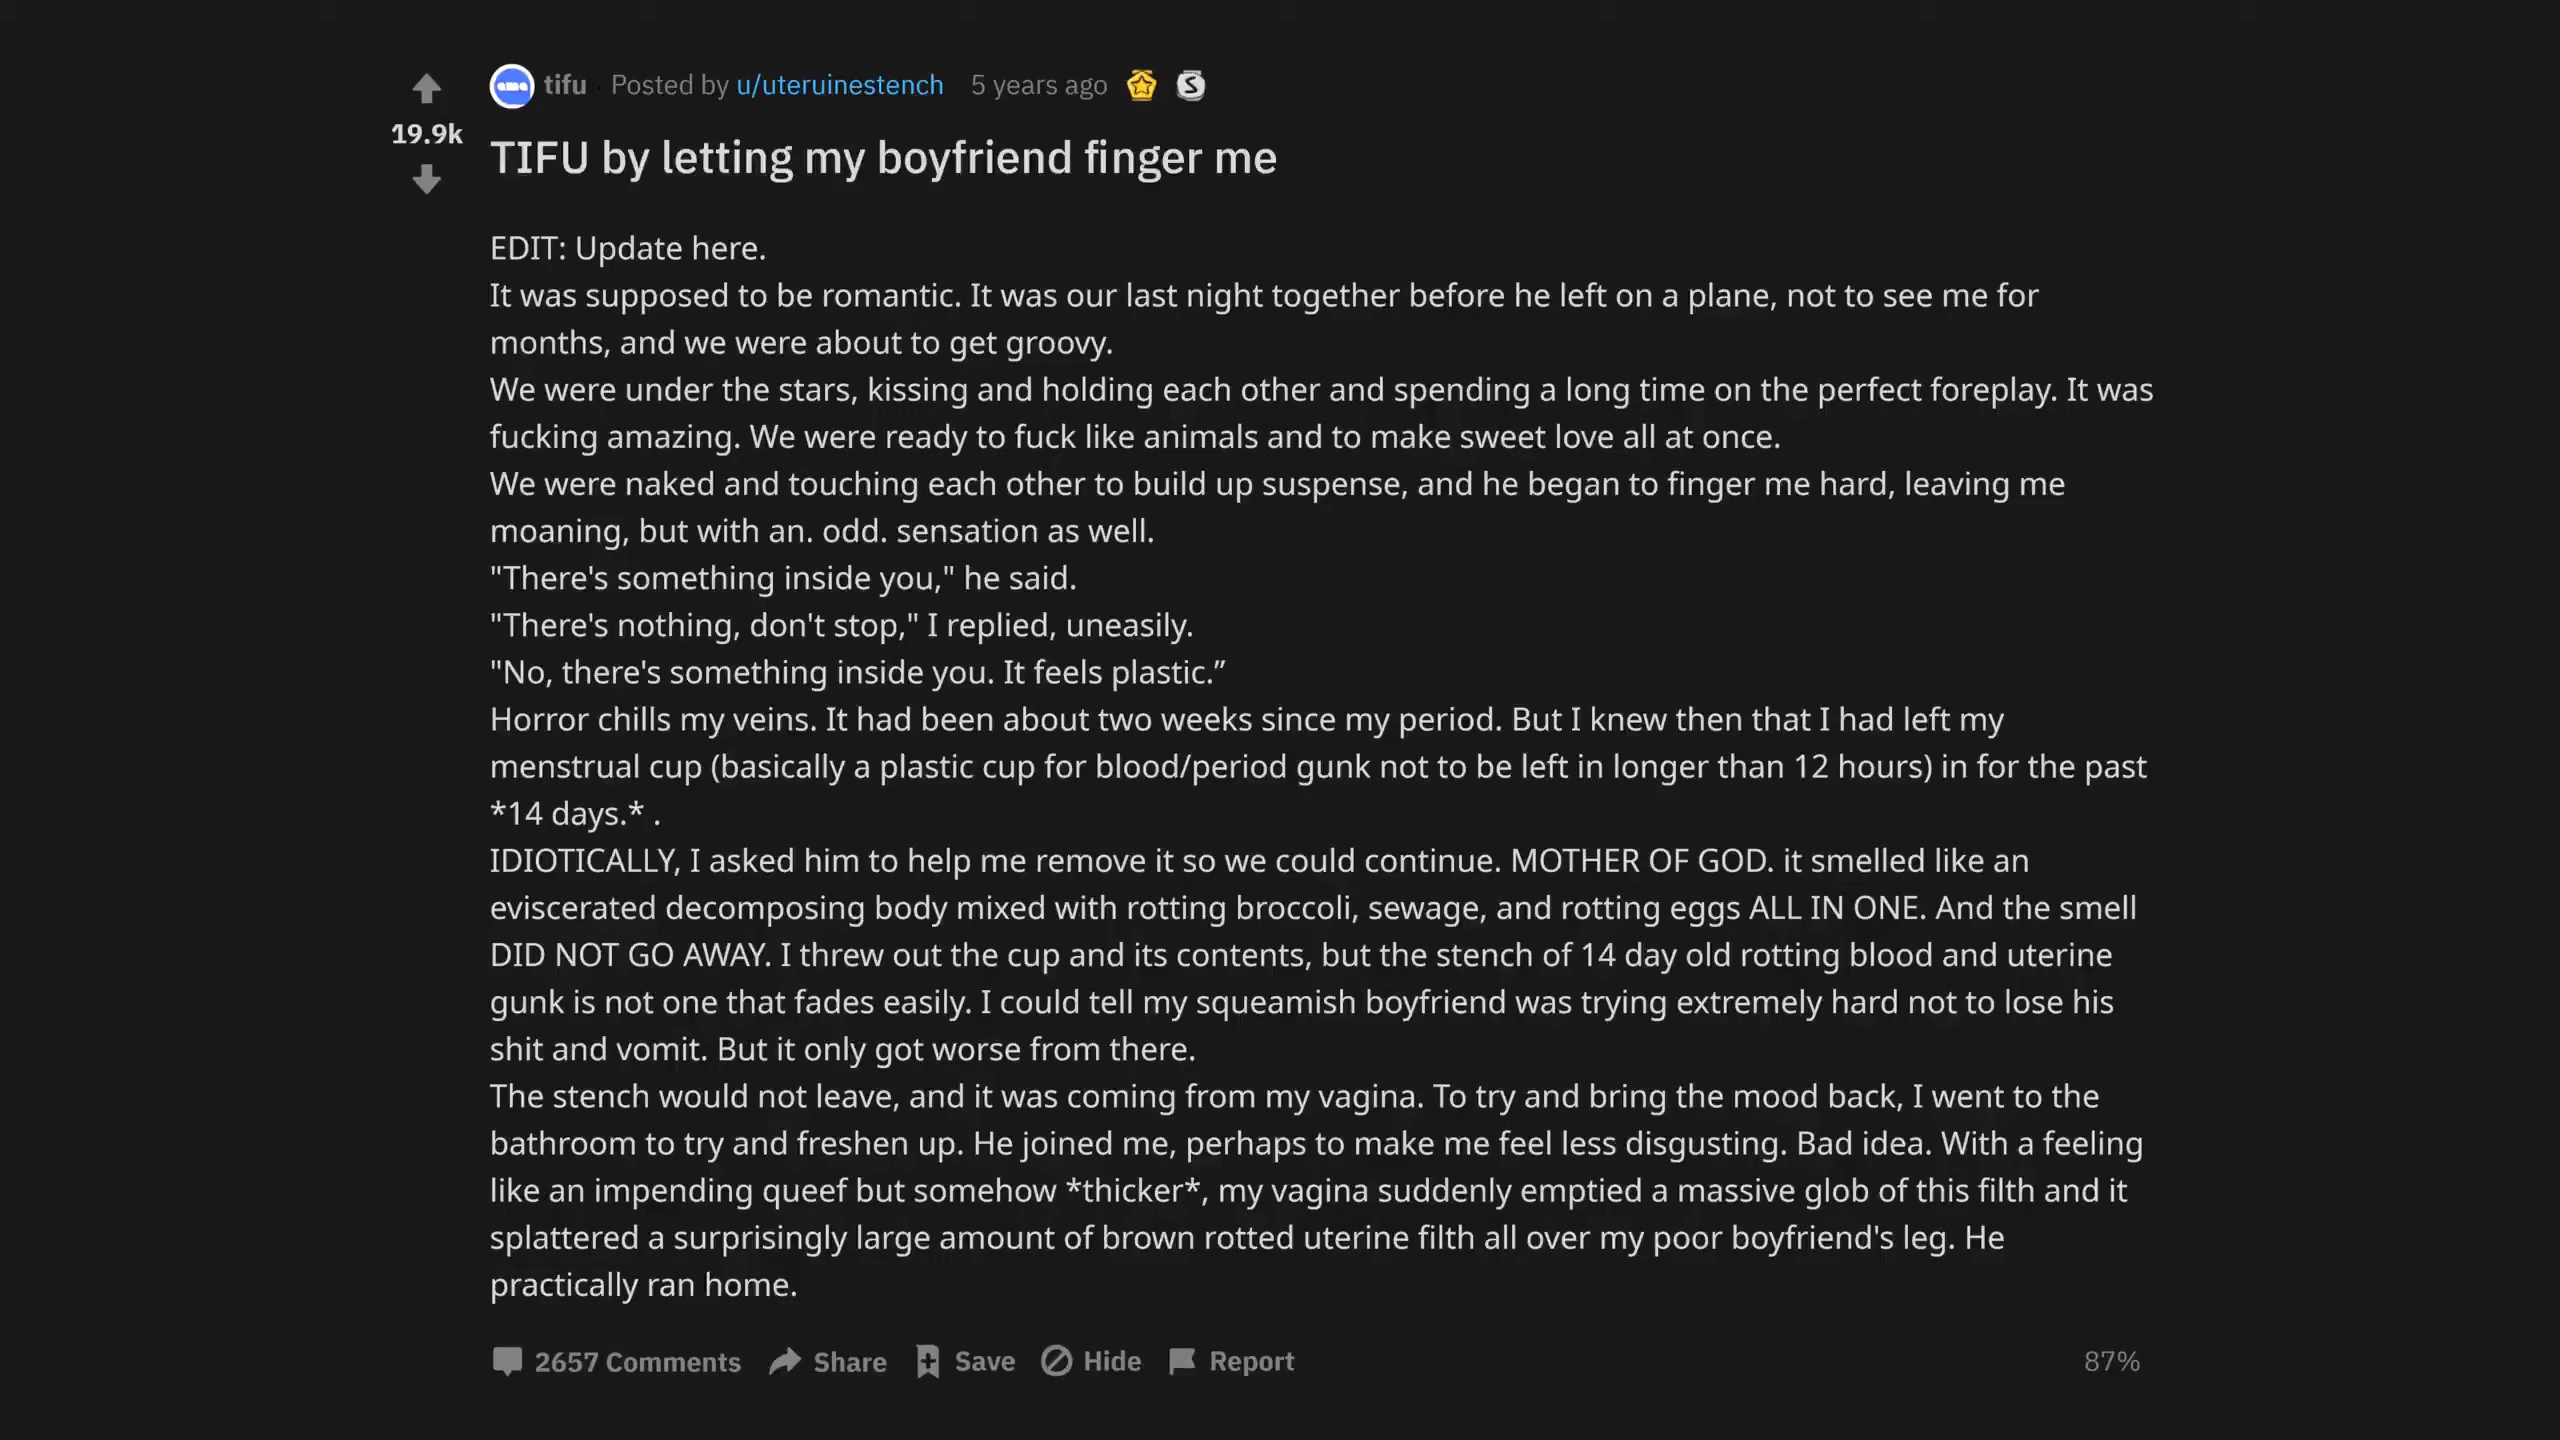 tifu · Posted by u/uteruinestench 5 years ago
19.9k
TIFU by letting my boyfriend finger me
EDIT: Update here.
It was supposed to be romantic. It was our last night together before he left on a plane, not to see me for
months, and we were about to get groovy.
We were under the stars, kissing and holding each other and spending a long time on the perfect foreplay. It was
fucking amazing. We were ready to fuck like animals and to make sweet love all at once.
We were naked and touching each other to build up suspense, and he began to finger me hard, leaving me
moaning, but with an. odd. sensation as well.
"There's something inside you," he said.
"There's nothing, don't stop," I replied, uneasily.
"No, there's something inside you. It feels plastic.”
Horror chills my veins. It had been about two weeks since my period. But I knew then that I had left my
menstrual cup (basically a plastic cup for blood/period gunk not to be left in longer than 12 hours) in for the past
*14 days.* .
IDIOTICALLY, I asked him to help me remove it so we could continue. MOTHER OF GOD. it smelled like an
eviscerated decomposing body mixed with rotting broccoli, sewage, and rotting eggs ALL IN ONE. And the smell
DID NOT GO AWAY. I threw out the cup and its contents, but the stench of 14 day old rotting blood and uterine
gunk is not one that fades easily. I could tell my squeamish boyfriend was trying extremely hard not to lose his
shit and vomit. But it only got worse from there.
The stench would not leave, and it was coming from my vagina. To try and bring the mood back, I went to the
bathroom to try and freshen up. He joined me, perhaps to make me feel less disgusting. Bad idea. With a feeling
like an impending queef but somehow *thicker*, my vagina suddenly emptied a massive glob of this filth and it
splattered a surprisingly large amount of brown rotted uterine filth all over my poor boyfriend's leg. He
practically ran home.
2657 Comments Share Save Hide Report 87%